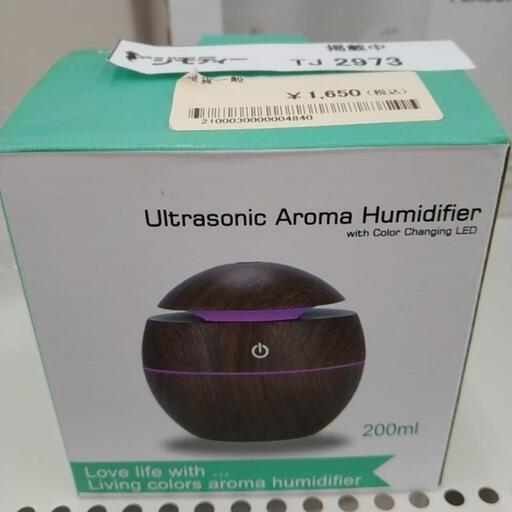 掲載中
ジモティー TJ 2973
¥1,650(税込)
2100030000004840
Ultrasonic Aroma Humidifier
with Color Changing LED
200ml
Love life with ...
Living colors aroma humidifier